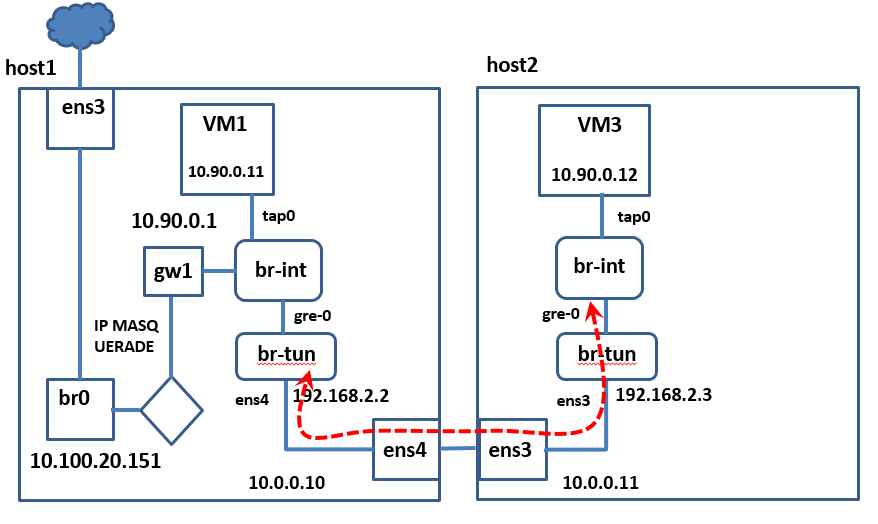 host1
ens3
VM1
10.90.0.11
tap0
10.90.0.1
gw1
br-int
gre-0
IP MASQ
UERADE
br-tun
ens4
192.168.2.2
br0
10.100.20.151
ens4
10.0.0.10
host2
VM3
10.90.0.12
tap0
br-int
gre-0
br-tun
ens3
192.168.2.3
ens3
10.0.0.11